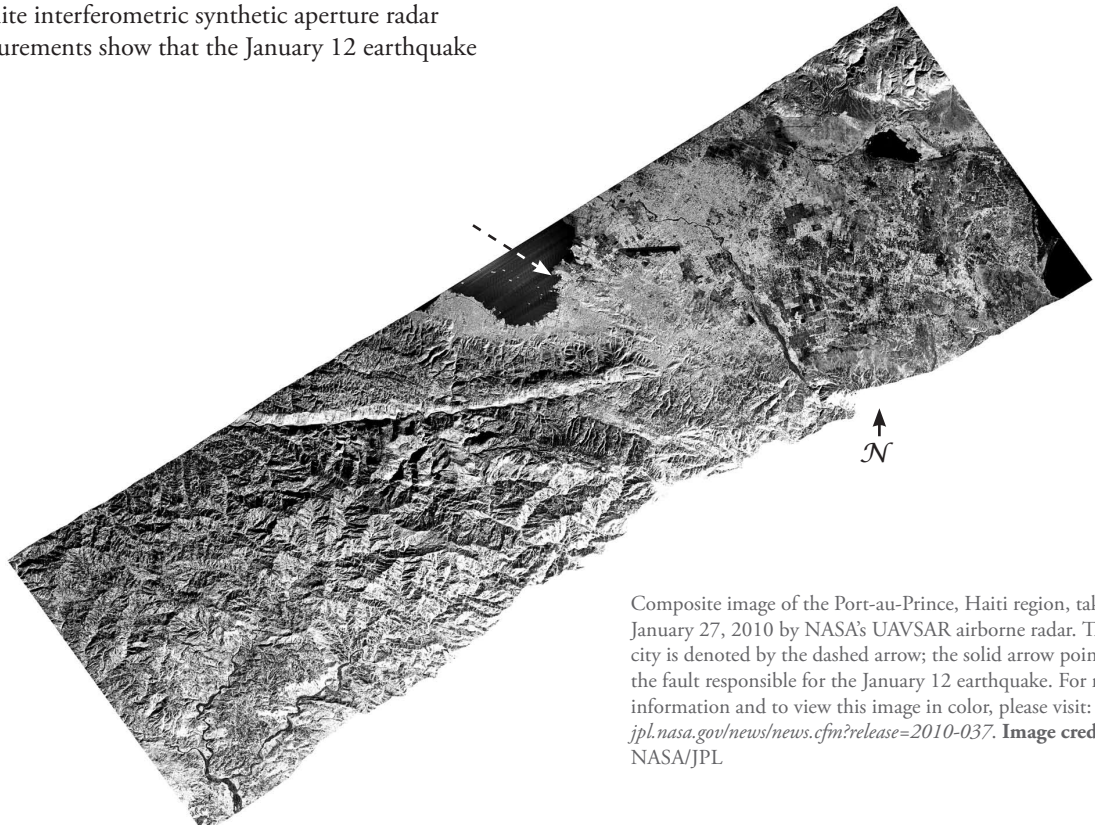 ite interferometric synthetic aperture radar
urements show that the January 12 earthquake
N
Composite image of the Port-au-Prince, Haiti region, tak
January 27, 2010 by NASA's UAVSAR airborne radar. T
city is denoted by the dashed arrow; the solid arrow poin
the fault responsible for the January 12 earthquake. For
information and to view this image in color, please visit:
jpl.nasa.gov/news/news.cfm?release=2010-037. Image cred
NASA/JPL